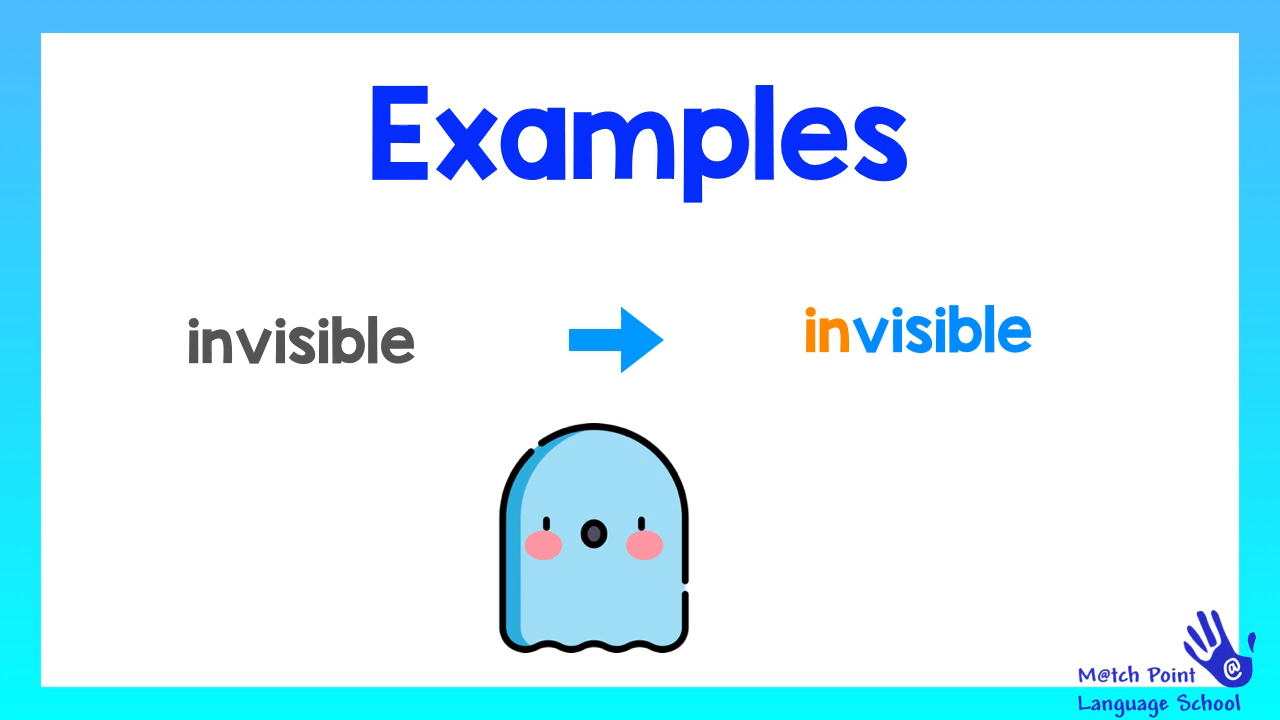 Examples
invisible
invisible
M@tch Point
@
Language School